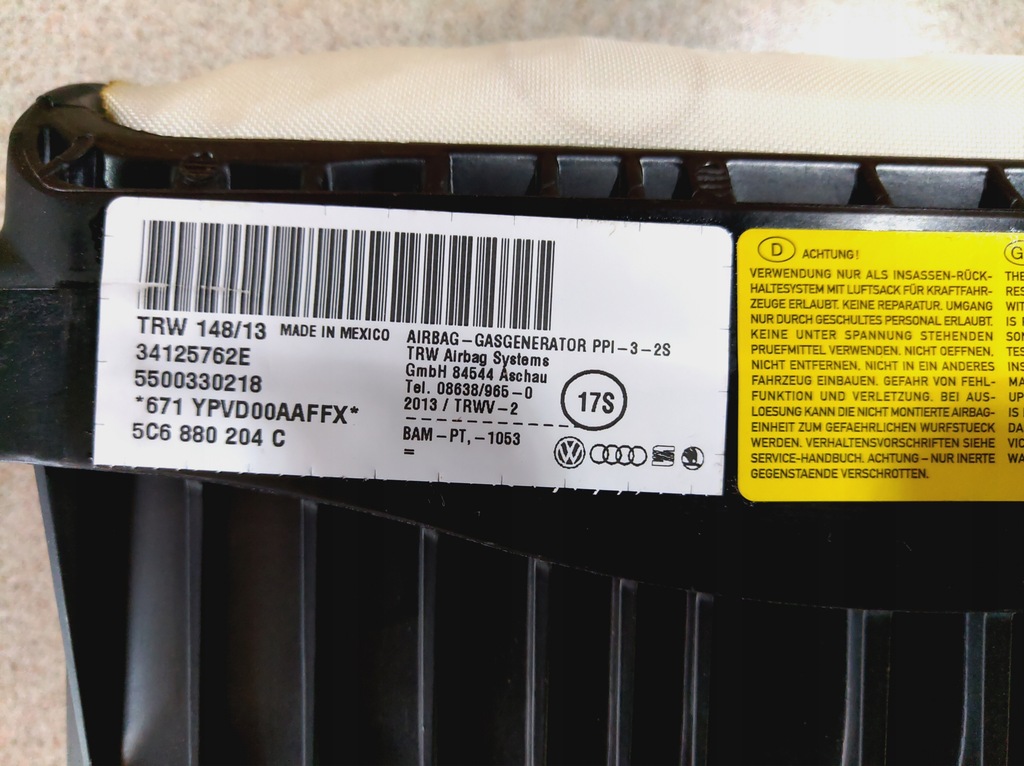 TRW 148/13 MADE IN MEXICO
34125762E
5500330218
*671 YPVD00AAFFX*
5C6 880 204 C
AIRBAG-GASGENERATOR PPI-3-2S
TRW Airbag Systems
GmbH 84544 Aschau
Tel. 08638/965-0
2013 / TRWV-2
17S
BAM-PT,-1053
=
D ACHTUNG!
VERWENDUNG NUR ALS INSASSEN-RÜCK-
HALTESYSTEM MIT LUFTSACK FÜR KRAFTFAHR-
ZEUGE ERLAUBT. KEINE REPARATUR. UMGANG
NUR DURCH GESCHULTES PERSONAL ERLAUBT.
KEINE UNTER SPANNUNG STEHENDEN
PRUEFMITTEL VERWENDEN. NICHT OEFFNEN,
NICHT ENTFERNEN. NICHT IN EIN ANDERES
FAHRZEUG EINBAUEN. GEFAHR VON FEHL-
FUNKTION UND VERLETZUNG. BEI AUS-
LOESUNG KANN DIE NICHT MONTIERTE AIRBAG-
EINHEIT ZUM GEFAEHRLICHEN WURFSTUECK
WERDEN. VERHALTENSVORSCHRIFTEN SIEHE
SERVICE-HANDBUCH. ACHTUNG-NUR INERTE
GEGENSTAENDE VERSCHROTTEN.